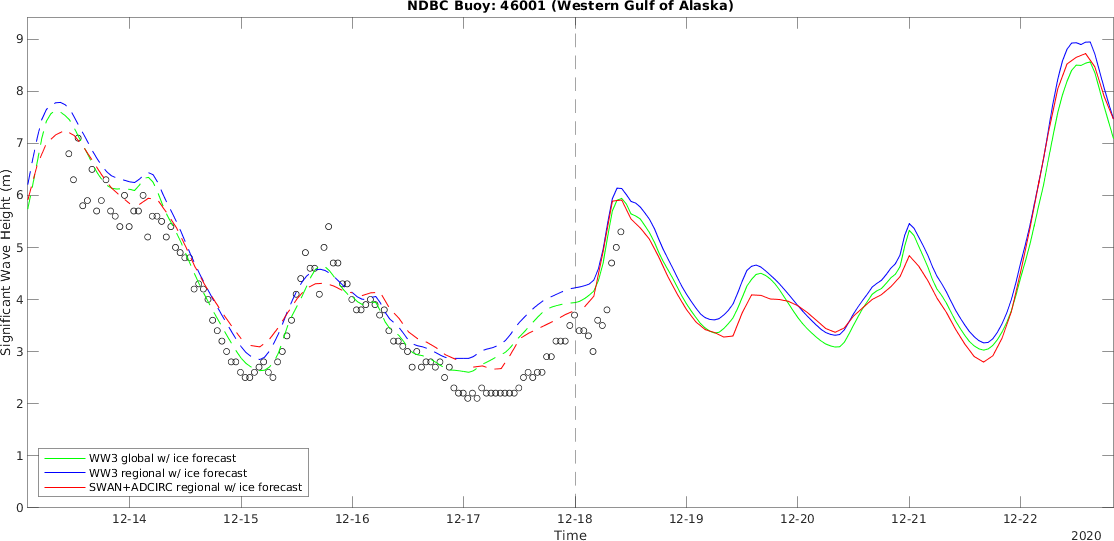 NDBC Buoy: 46001 (Western Gulf of Alaska)
Significant Wave Height (m)
9
8
7
6
5
4
3
2
1
0
WW3 global w/ ice forecast
WW3 regional w/ ice forecast
SWAN+ADCIRC regional w/ ice forecast
12-14 12-15 12-16 12-17 12-18 12-19 12-20 12-21 12-22
Time
2020